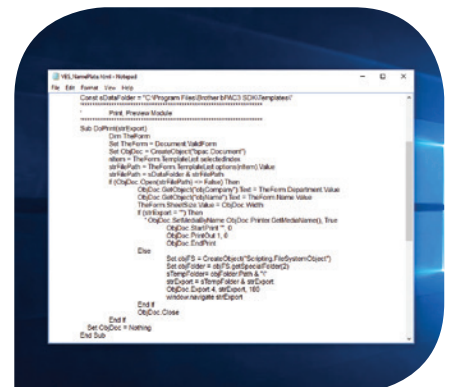 VBS_NamePlate.html - Notepad
File Edit Format View Help
Const sDataFolder = "C:\Program Files\Brother bPAC3 SDK\Templates\"
'*******************************************************************
' Print, Preview Module
'*******************************************************************
Sub DoPrint(strExport)
Dim TheForm
Set TheForm = Document.ValidForm
Set ObjDoc = CreateObject("bpac.Document")
nItem = TheForm.TemplateList.selectedIndex
strFilePath = TheForm.TemplateList.options(nItem).Value
strFilePath = sDataFolder & strFilePath
If (ObjDoc.Open(strFilePath) <> False) Then
ObjDoc.GetObject("objCompany").Text = TheForm.Department.Value
ObjDoc.GetObject("objName").Text = TheForm.Name.Value
TheForm.SheetSize.Value = ObjDoc.Width
If (strExport = "") Then
' ObjDoc.SetMediaByName ObjDoc.Printer.GetMediaName(), True
ObjDoc.StartPrint "", 0
ObjDoc.PrintOut 1, 0
ObjDoc.EndPrint
Else
Set objFS = CreateObject("Scripting.FileSystemObject")
Set objFolder = objFS.getSpecialFolder(2)
sTempFolder= objFolder.Path & "\"
strExport = sTempFolder & strExport
ObjDoc.Export 4, strExport, 180
window.navigate strExport
End If
ObjDoc.Close
End If
Set ObjDoc = Nothing
End Sub